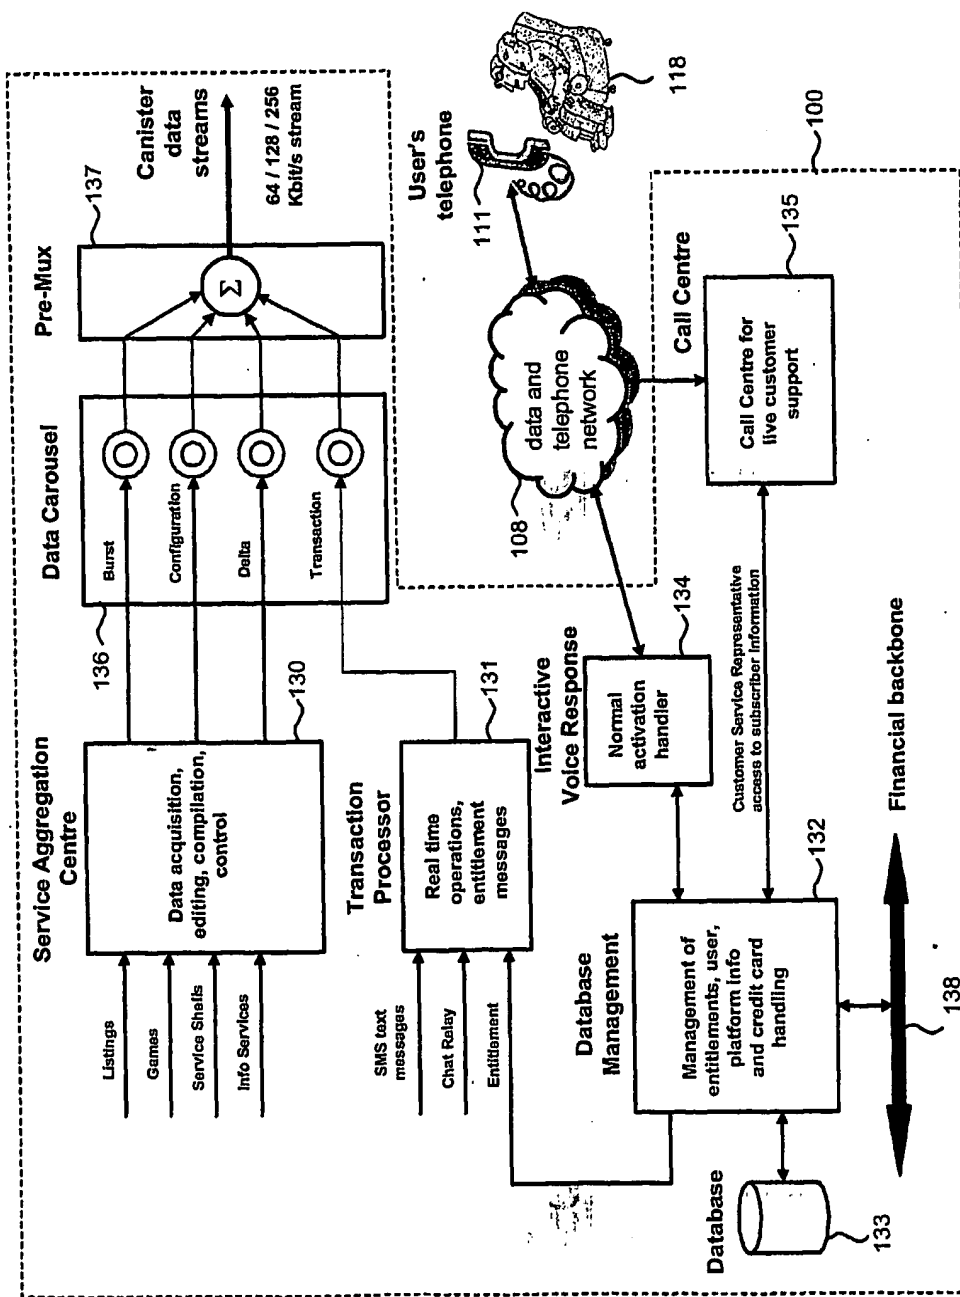 Service Aggregation
Centre
Listings
Games
Service Shells
Info Services
Data acquisition,
editing, compilation,
control
130
Data Carousel
136
Burst
Configuration
Delta
Transaction
Pre-Mux
137
Σ
Canister
data
streams
64 / 128 / 256
Kbit/s stream
Transaction
Processor
SMS text
messages
Chat Relay
Entitlement
Real time
operations,
entitlement
messages
131
Interactive
Voice Response
Normal
activation
handler
134
User's
telephone
111
118
108
data and
telephone
network
100
Call Centre
135
Call Centre for
live customer
support
Customer Service Representative
access to subscriber information
Database
Management
Management of
entitlements, user,
platform info
and credit card
handling
132
Database
133
Financial backbone
138